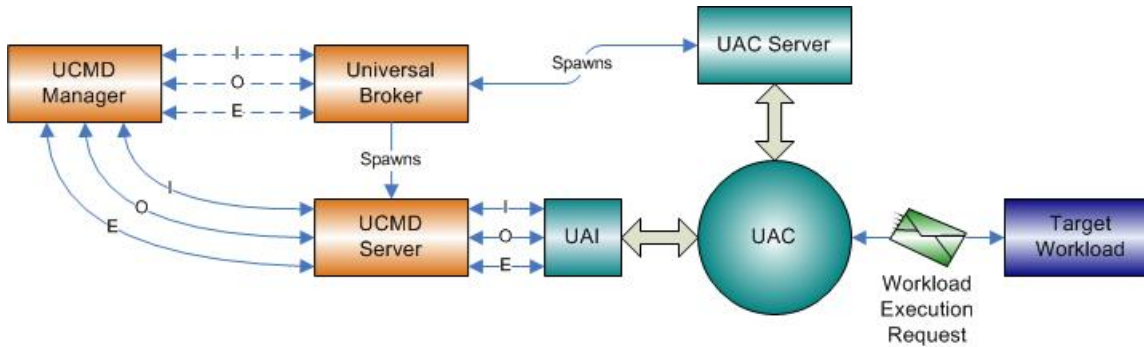 UCMD
Manager
I
O
E
Universal
Broker
Spawns
UAC Server
Spawns
I
O
E
UCMD
Server
I
O
E
UAI
UAC
Target
Workload
Workload
Execution
Request